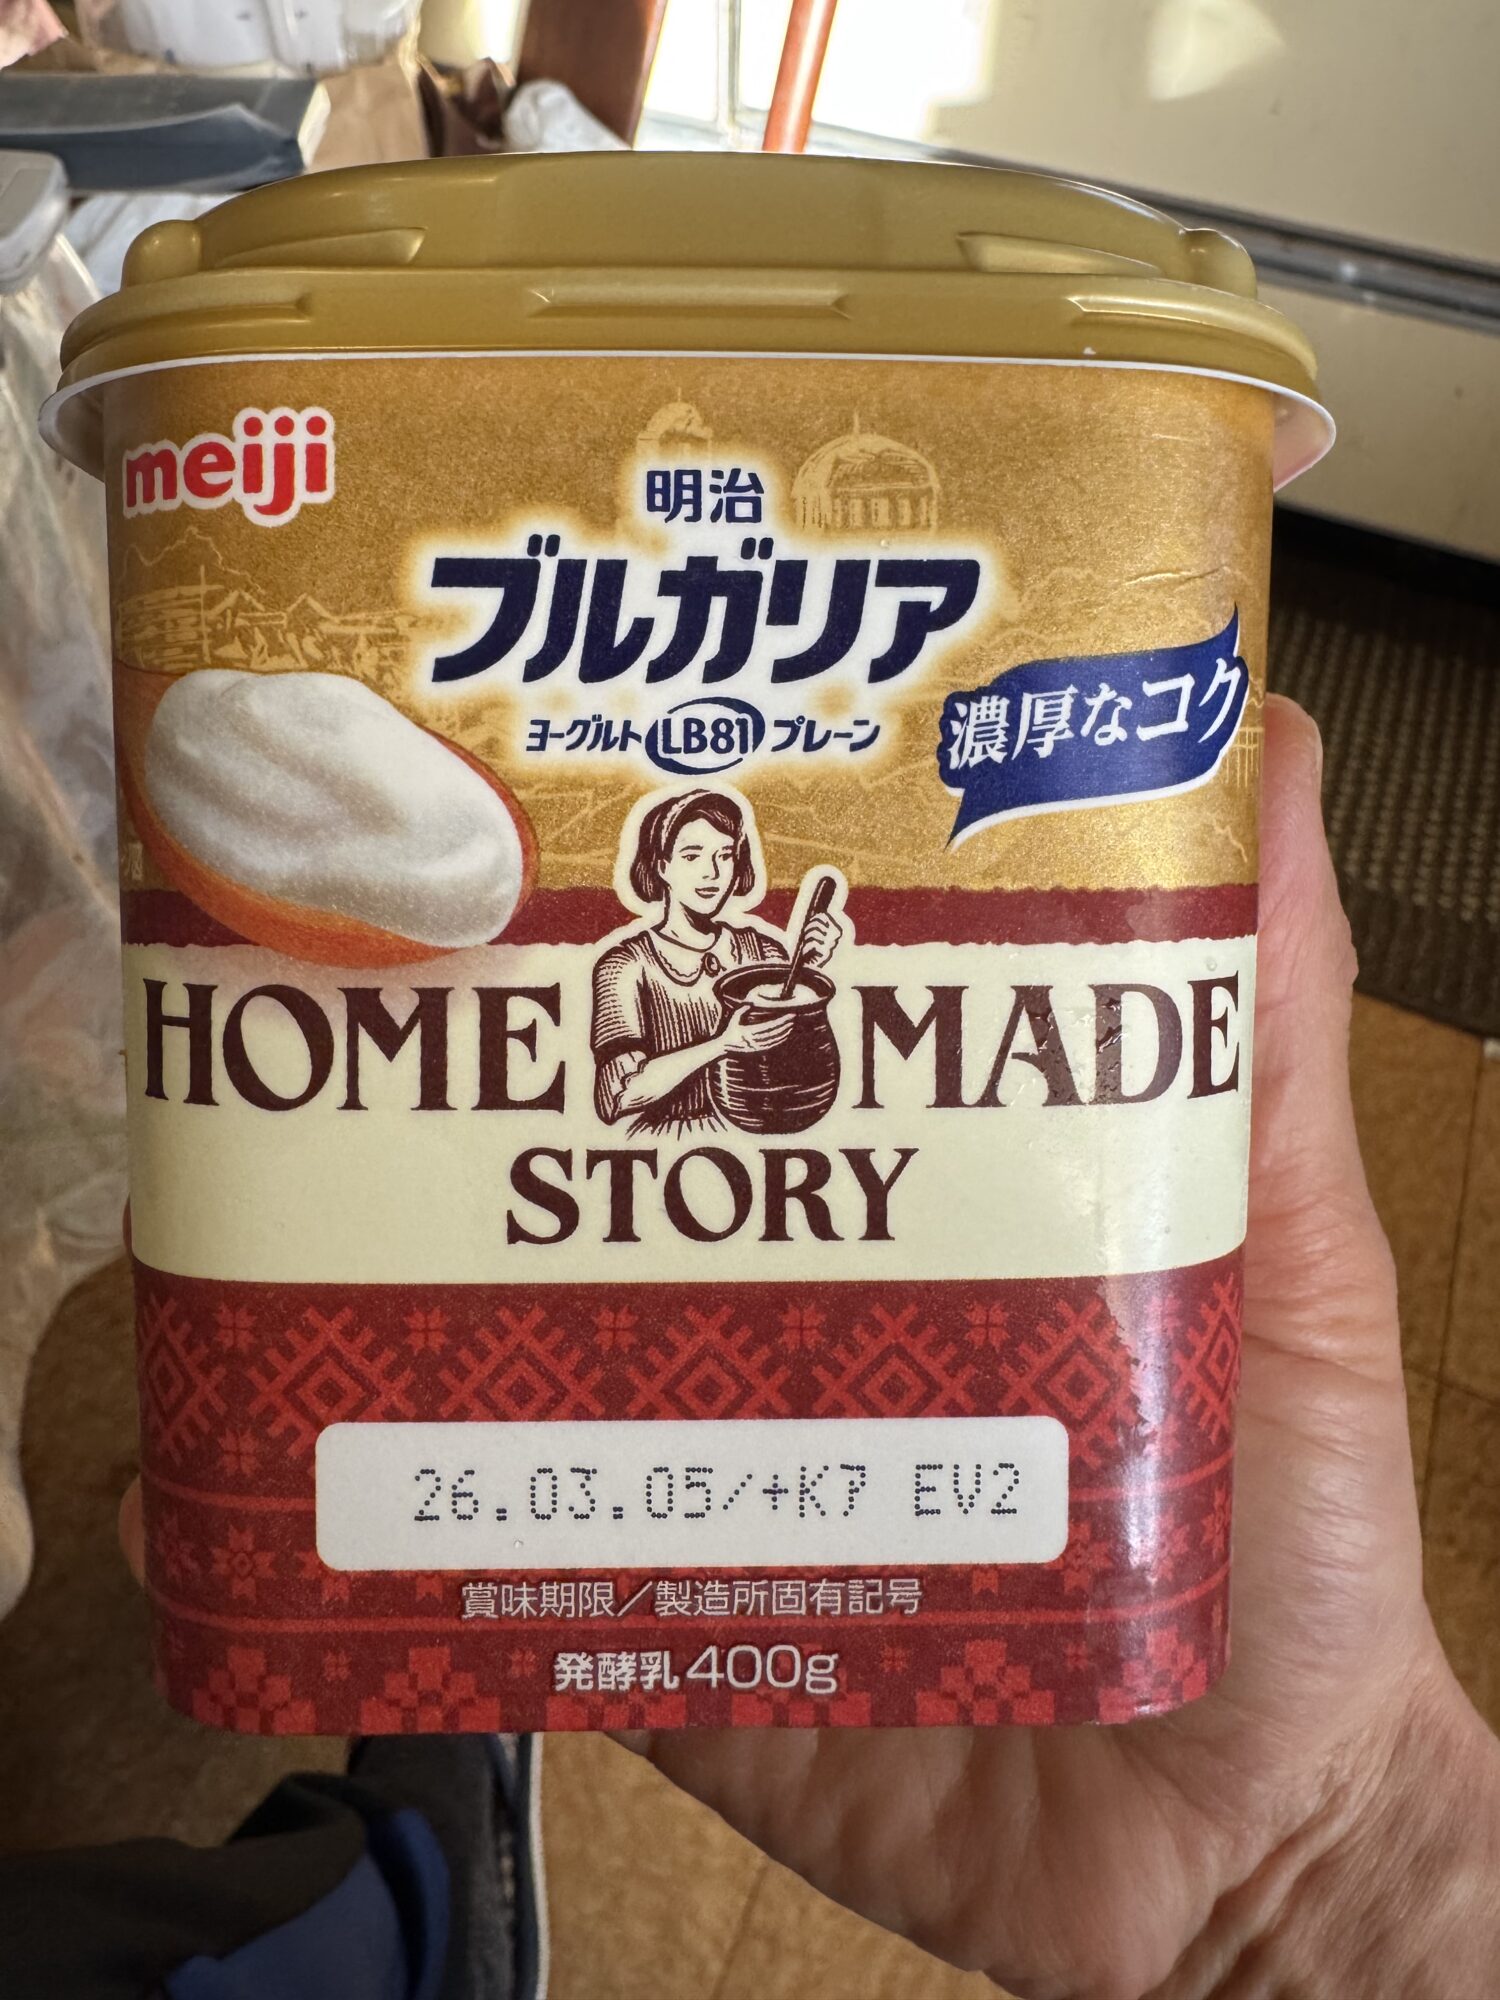 meiji
明治
ブルガリア
ヨーグルト LB81 プレーン
濃厚なコク
HOME MADE
STORY
26.03.05/+K7 EV2
賞味期限／製造所固有記号
発酵乳400g